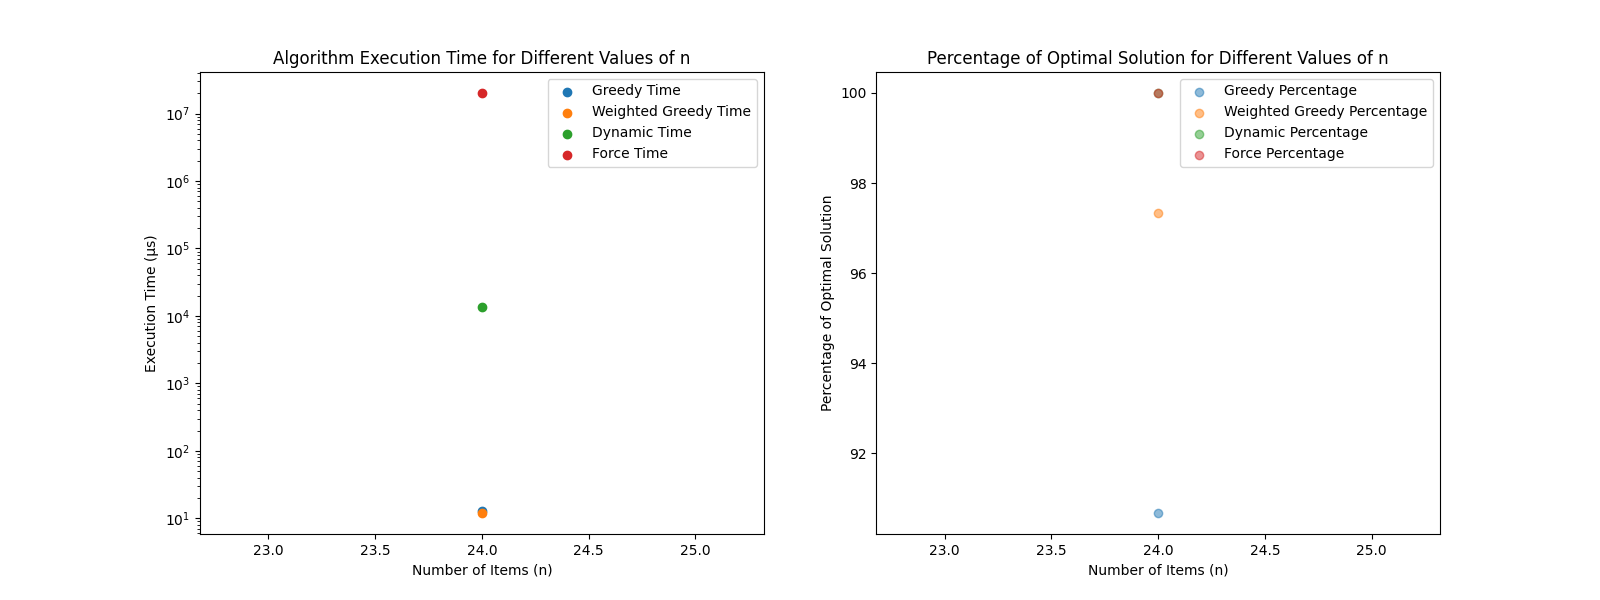 Algorithm Execution Time for Different Values of n
Greedy Time
Weighted Greedy Time
Dynamic Time
Force Time
10⁷
10⁶
10⁵
10⁴
10³
10²
10¹
Execution Time (µs)
23.0 23.5 24.0 24.5 25.0
Number of Items (n)
Percentage of Optimal Solution for Different Values of n
Greedy Percentage
Weighted Greedy Percentage
Dynamic Percentage
Force Percentage
100
98
96
94
92
Percentage of Optimal Solution
23.0 23.5 24.0 24.5 25.0
Number of Items (n)